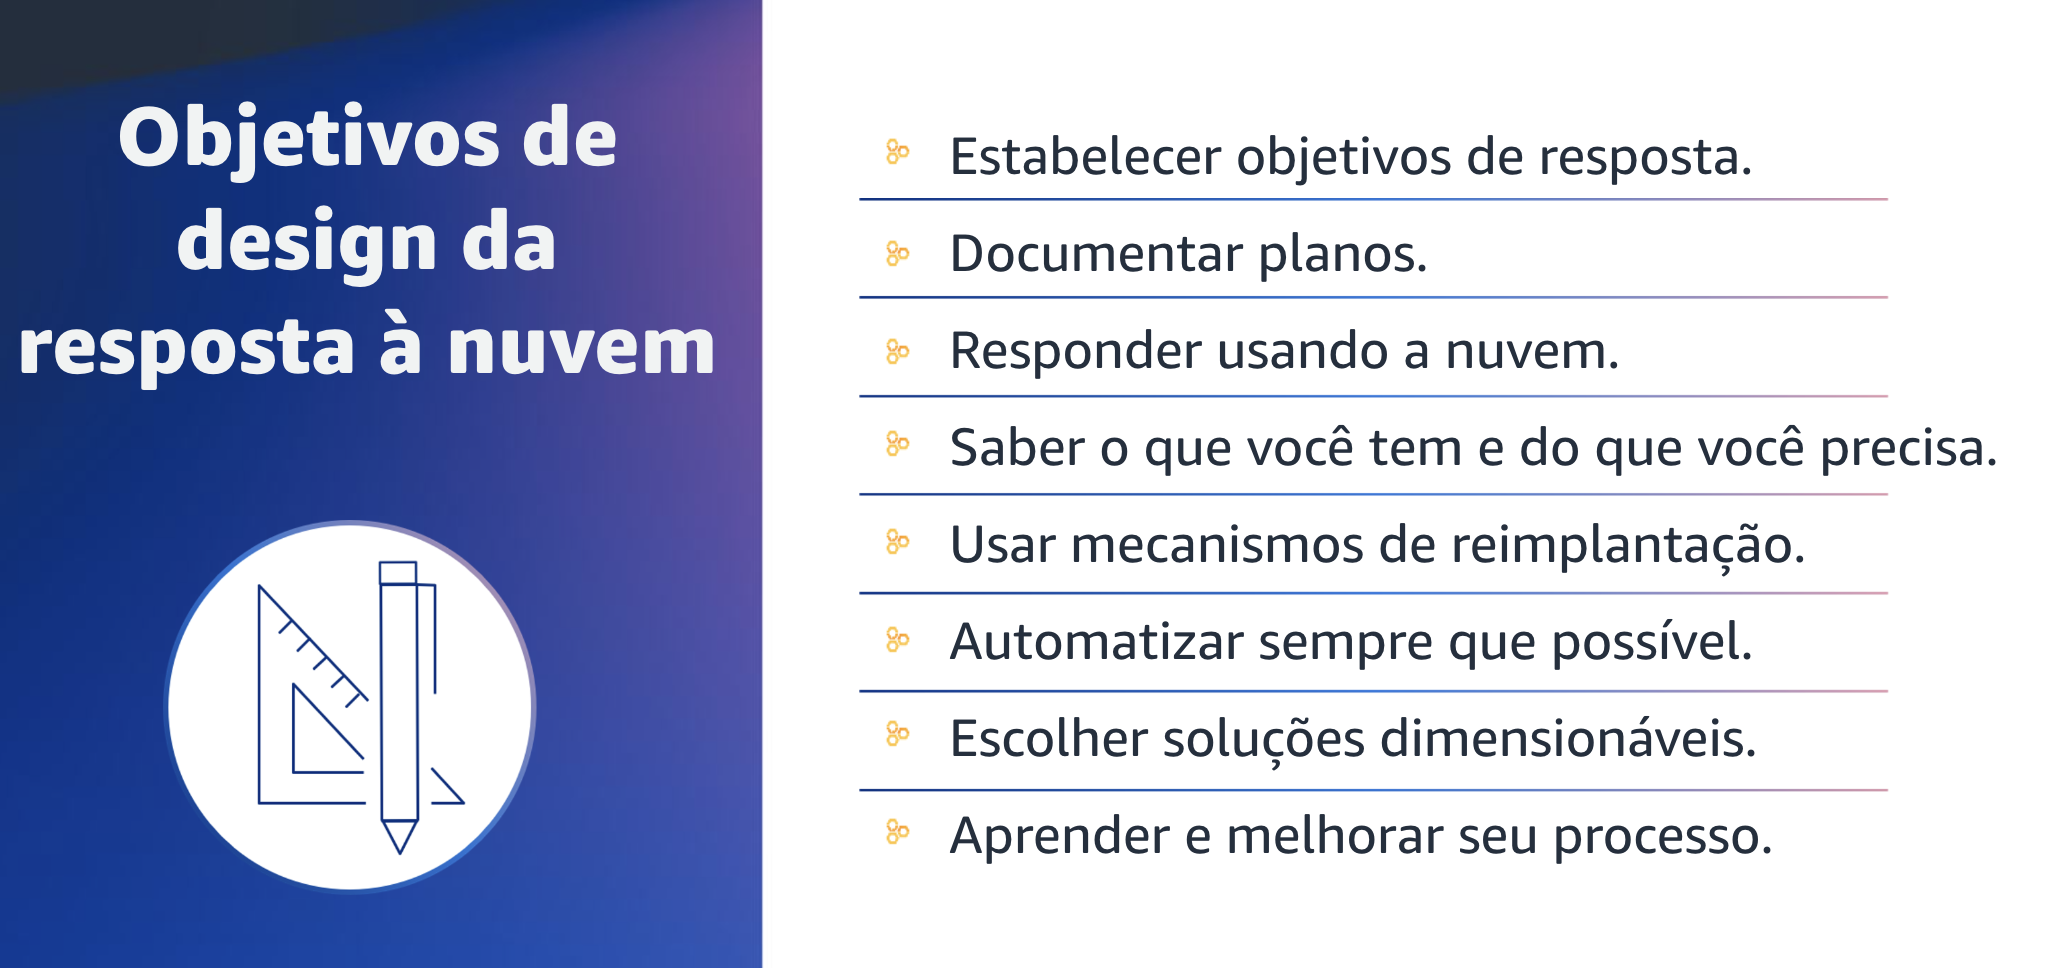 Objetivos de
design da
resposta à nuvem
Estabelecer objetivos de resposta.
Documentar planos.
Responder usando a nuvem.
Saber o que você tem e do que você precisa.
Usar mecanismos de reimplantação.
Automatizar sempre que possível.
Escolher soluções dimensionáveis.
Aprender e melhorar seu processo.